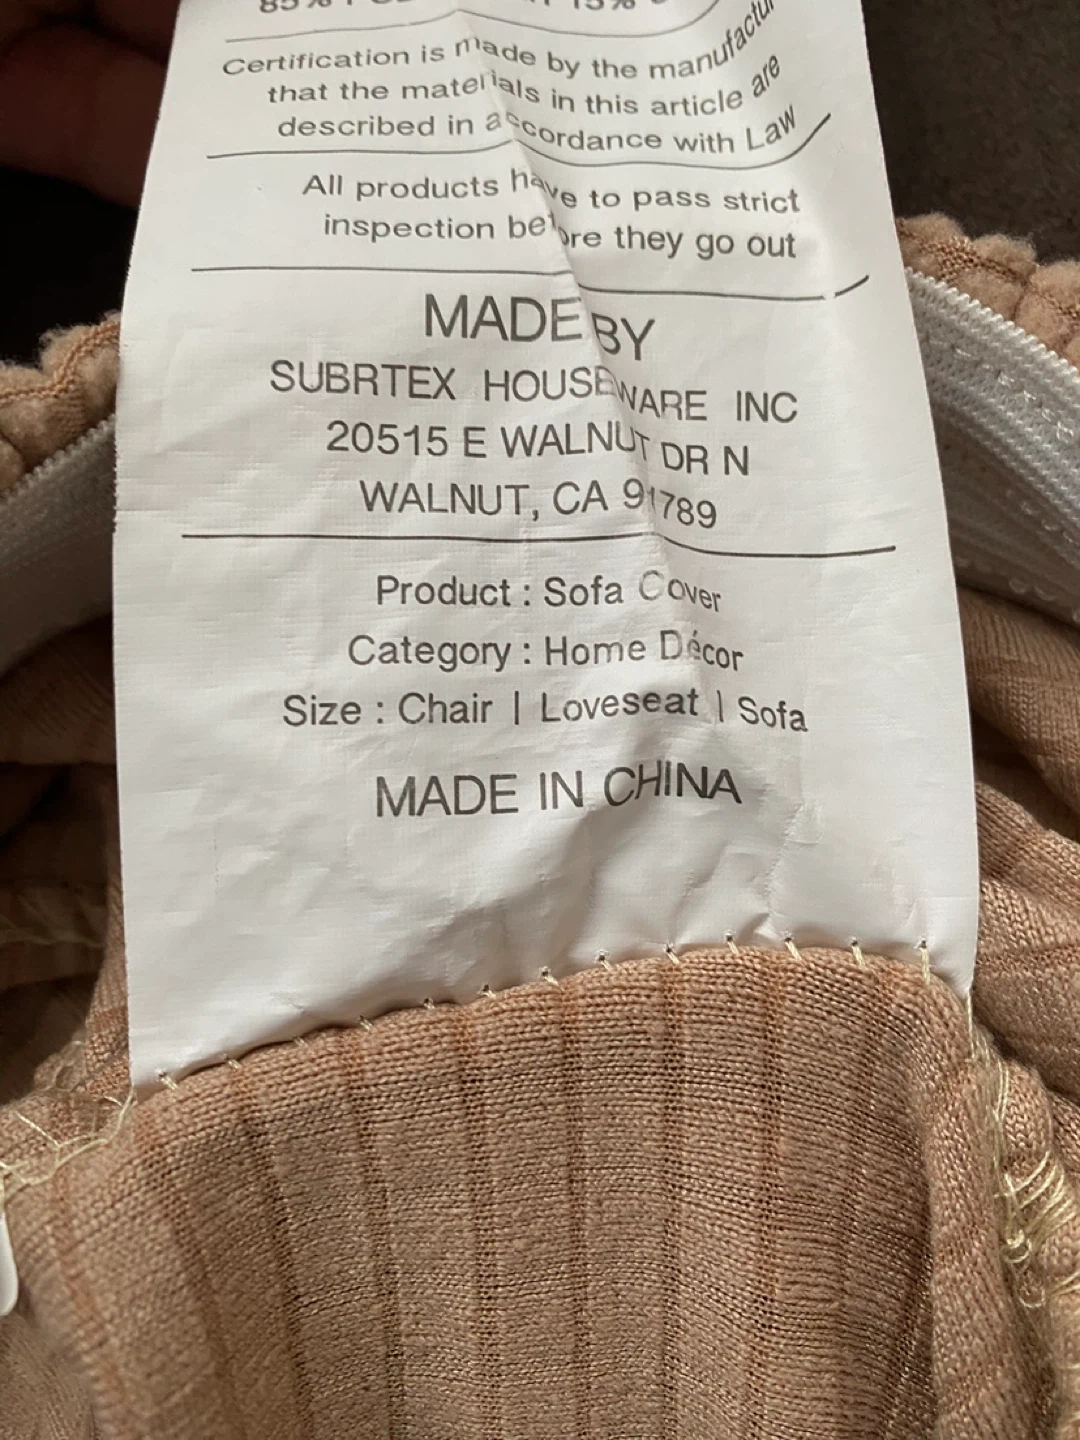 Certification is made by the
that the materials in this article are
described in accordance with Law
All products have to pass strict
inspection before they go out
MADE BY
SUBRTEX HOUSEWARE INC
20515 E WALNUT DR N
WALNUT, CA 91789
Product : Sofa Cover
Category : Home Décor
Size : Chair | Loveseat | Sofa
MADE IN CHINA